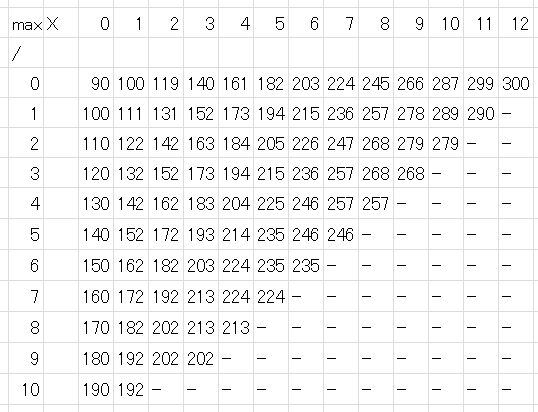 max X 0 1 2 3 4 5 6 7 8 9 10 11 12
/
0 90 100 119 140 161 182 203 224 245 266 287 299 300
1 100 111 131 152 173 194 215 236 257 278 289 290 –
2 110 122 142 163 184 205 226 247 268 279 279 – –
3 120 132 152 173 194 215 236 257 268 268 – – –
4 130 142 162 183 204 225 246 257 257 – – – –
5 140 152 172 193 214 235 246 246 – – – – –
6 150 162 182 203 224 235 235 – – – – – –
7 160 172 192 213 224 224 – – – – – – –
8 170 182 202 213 213 – – – – – – – –
9 180 192 202 202 – – – – – – – – –
10 190 192 – – – – – – – – – – –